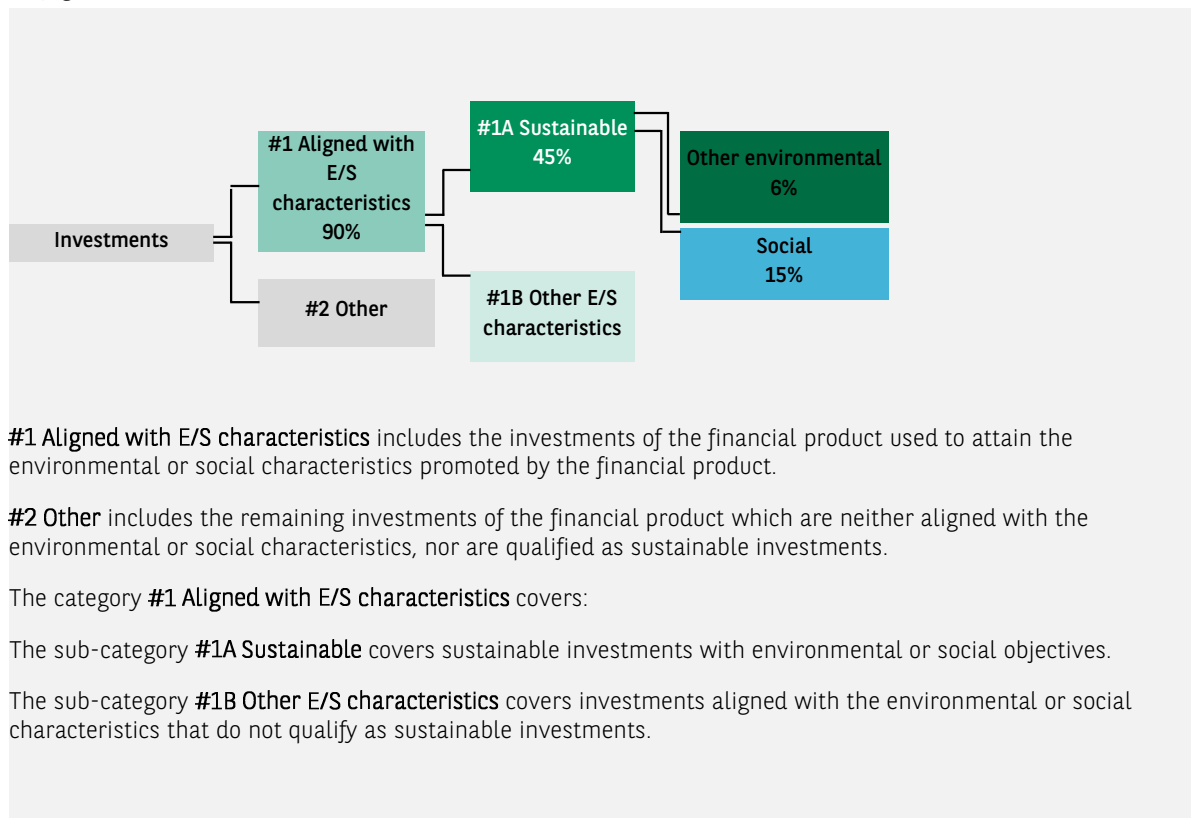 #1A Sustainable
45%
#1 Aligned with
E/S
characteristics
90%
Other environmental
6%
Investments
Social
15%
#2 Other
#1B Other E/S
characteristics
#1 Aligned with E/S characteristics includes the investments of the financial product used to attain the
environmental or social characteristics promoted by the financial product.
#2 Other includes the remaining investments of the financial product which are neither aligned with the
environmental or social characteristics, nor are qualified as sustainable investments.
The category #1 Aligned with E/S characteristics covers:
The sub-category #1A Sustainable covers sustainable investments with environmental or social objectives.
The sub-category #1B Other E/S characteristics covers investments aligned with the environmental or social
characteristics that do not qualify as sustainable investments.